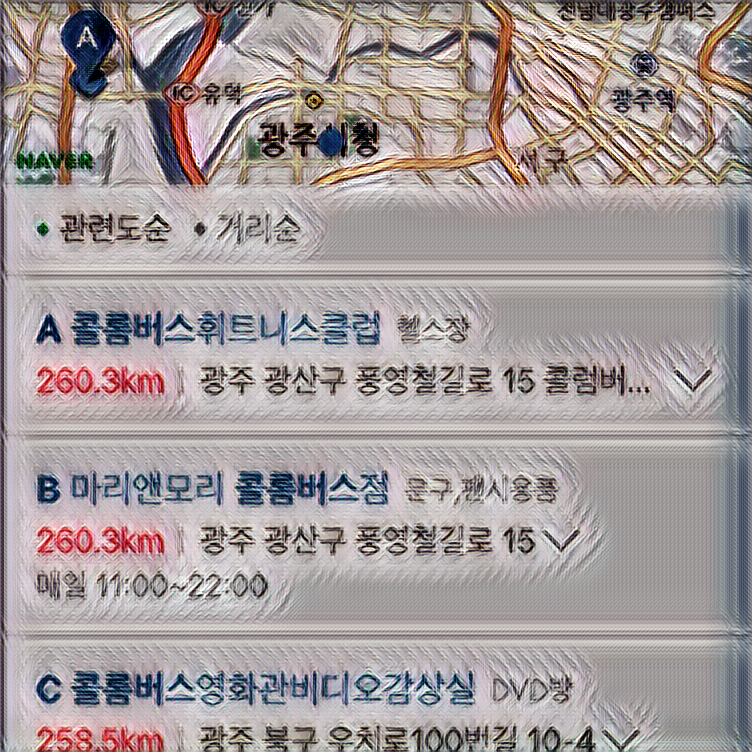 A
IC 유덕
광주역
광주시청
NAVER
서구
관련도순 거리순
A 콜롬버스휘트니스클럽 헬스장
260.3km 광주 광산구 풍영철길로 15 콜럼버...
B 마리앤모리 콜롬버스점 문구,팬시용품
260.3km 광주 광산구 풍영철길로 15
매일 11:00~22:00
C 콜롬버스영화관비디오감상실 DVD방
258.5km 광주 북구 우치로100번길 10-4